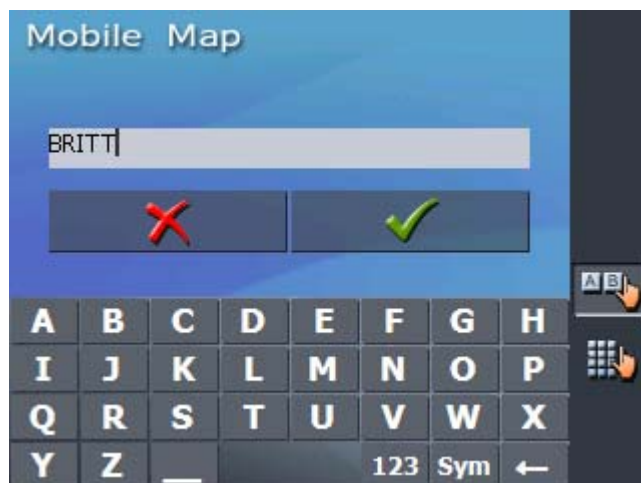 Mobile Map
BRITT
A B
A B C D E F G H
I J K L M N O P
Q R S T U V W X
Y Z _ 123 Sym ←